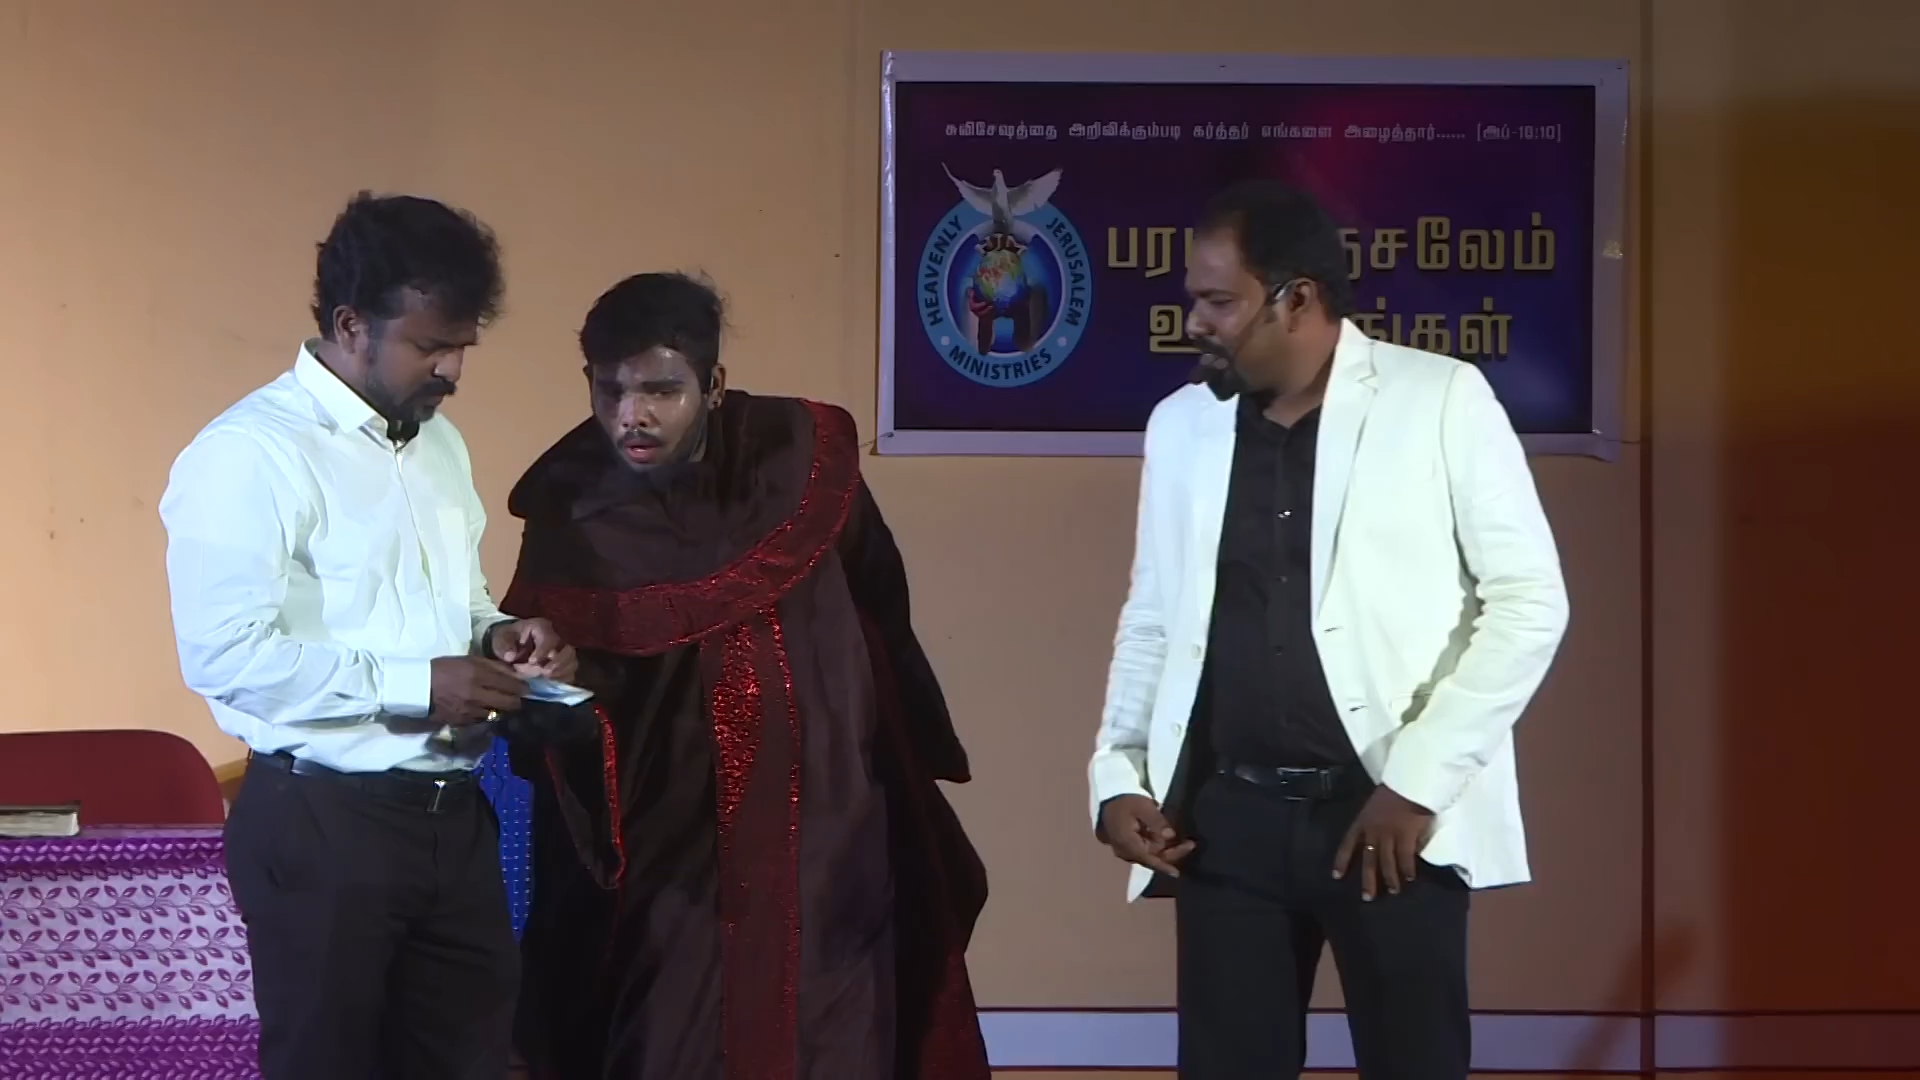 சுவிசேஷத்தை அறிவிக்கும்படி கர்த்தர் எங்களை அழைத்தார்...... (அப்-16:10)
HEAVENLY JERUSALEM
MINISTRIES